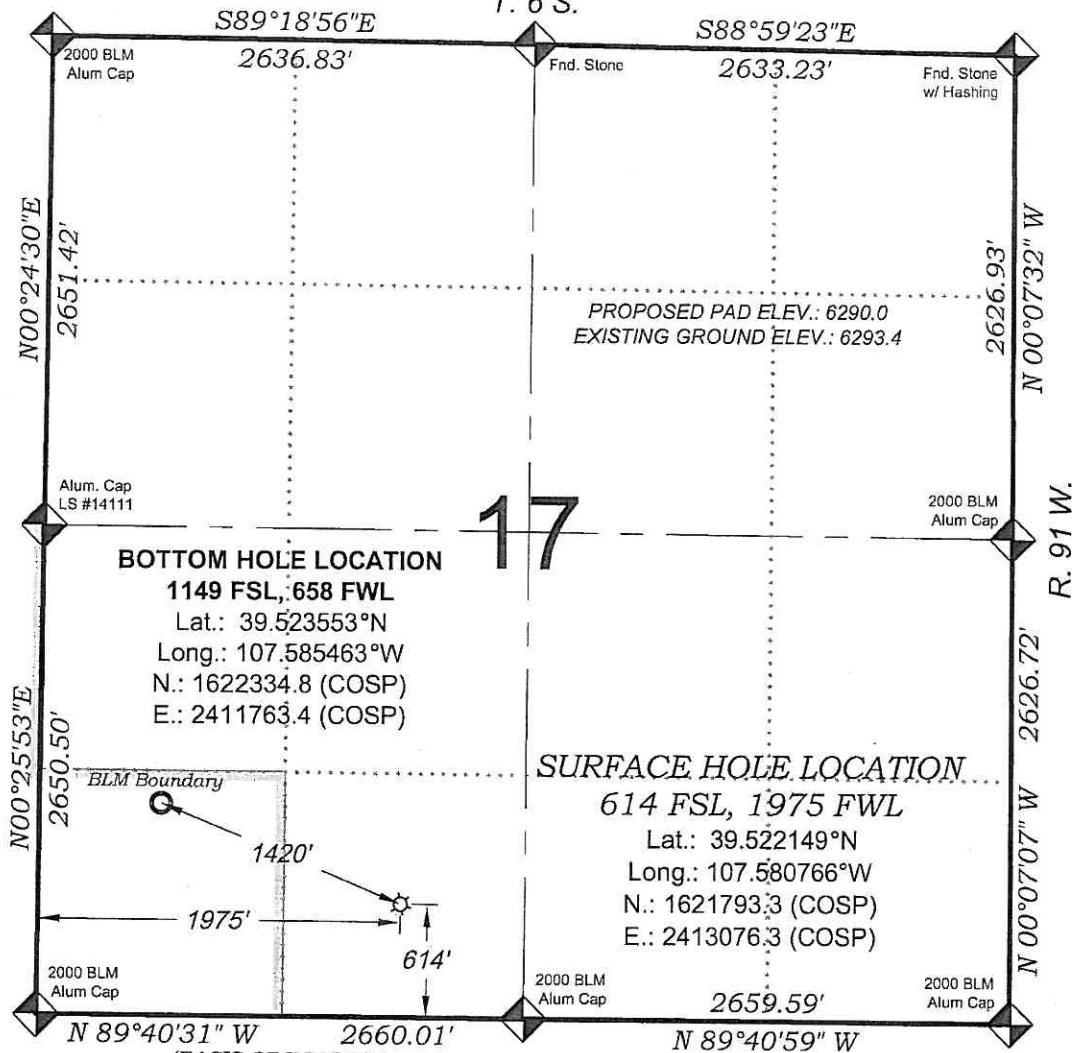 T. 6 S.
S89°18'56"E
S88°59'23"E
2000 BLM
Alum Cap
2636.83'
Fnd. Stone
2633.23'
Fnd. Stone
w/ Hashing
N00°24'30"E
2651.42'
2626.93'
N 00°07'32" W
PROPOSED PAD ELEV.: 6290.0
EXISTING GROUND ELEV.: 6293.4
Alum. Cap
LS #14111
17
2000 BLM
Alum Cap
R. 91 W.
BOTTOM HOLE LOCATION
1149 FSL, 658 FWL
Lat.: 39.523553°N
Long.: 107.585463°W
N.: 1622334.8 (COSP)
E.: 2411763.4 (COSP)
N00°25'53"E
2650.50'
2626.72'
N 00°07'07" W
BLM Boundary
SURFACE HOLE LOCATION
614 FSL, 1975 FWL
Lat.: 39.522149°N
Long.: 107.580766°W
N.: 1621793.3 (COSP)
E.: 2413076.3 (COSP)
1420'
1975'
614'
2000 BLM
Alum Cap
2000 BLM
Alum Cap
2659.59'
2000 BLM
Alum Cap
N 89°40'31" W
2660.01'
N 89°40'59" W